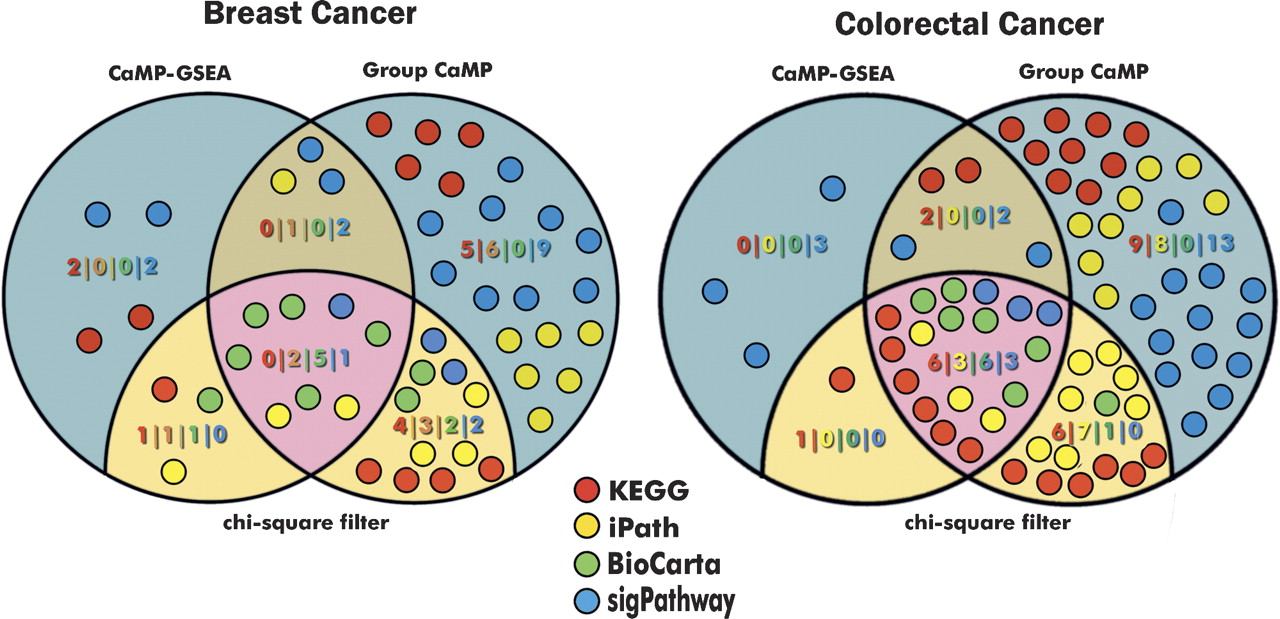 Breast Cancer
Colorectal Cancer
CaMP-GSEA
Group CaMP
CaMP-GSEA
Group CaMP
0|1|0|2
5|6|0|9
2|0|0|2
0|2|5|1
1|1|1|0
4|3|2|2
2|0|0|2
0|0|0|3
9|8|0|13
6|3|6|3
1|0|0|0
6|7|1|0
chi-square filter
chi-square filter
KEGG
iPath
BioCarta
sigPathway